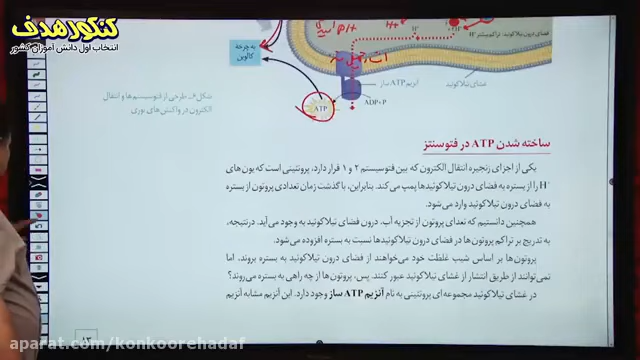 کنکور هدف
انتخاب اول دانش آموزان کشور
فضای درون تیلاکوئید: تراکم بیشتر H⁺
H⁺
به چرخهٔ
کالوین
آنزیم ATP ساز
فضای تیلاکوئید
ADP+P
ATP
شکل ۶ـ طرحی از فتوسیستم‌ها و انتقال
الکترون در واکنش‌های نوری
ساخته شدن ATP در فتوسنتز
یکی از اجزای زنجیره انتقال الکترون که بین فتوسیستم ۲ و ۱ قرار دارد، پروتئینی است که یون‌های
H⁺ را از بستره به فضای درون تیلاکوئیدها پمپ می کند. بنابراین، با گذشت زمان تعدادی پروتون از بستره
به فضای درون تیلاکوئید وارد می‌شود.
همچنین دانستیم که تعدای پروتون از تجزیه آب، درون فضای تیلاکوئید به وجود می‌آید. درنتیجه،
به تدریج بر تراکم پروتون ها در فضای درون تیلاکوئیدها نسبت به بستره افزوده می شود.
پروتون‌ها بر اساس شیب غلظت خود می‌خواهند از فضای درون تیلاکوئید به بستره بروند، اما
نمی‌توانند از طریق انتشار از غشای تیلاکوئید عبور کنند. پس، پروتون‌ها از چه راهی به بستره می‌روند؟
در غشای تیلاکوئید مجموعه ای پروتئینی به نام آنزیم ATP ساز وجود دارد. این آنزیم مشابه آنزیم
aparat.com/konkoorehadaf